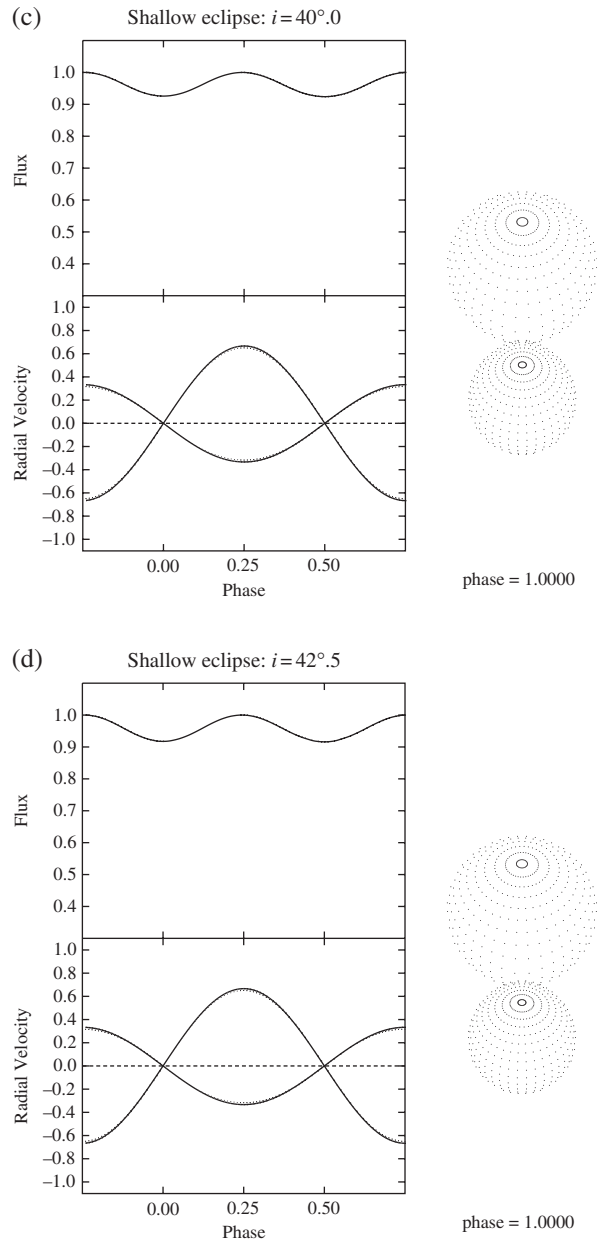 (c)
Shallow eclipse: i = 40°.0
1.0
0.9
0.8
0.7
0.6
0.5
0.4
Flux
1.0
0.8
0.6
0.4
0.2
0.0
–0.2
–0.4
–0.6
–0.8
–1.0
Radial Velocity
0.00 0.25 0.50
Phase
phase = 1.0000
(d)
Shallow eclipse: i = 42°.5
1.0
0.9
0.8
0.7
0.6
0.5
0.4
Flux
1.0
0.8
0.6
0.4
0.2
0.0
–0.2
–0.4
–0.6
–0.8
–1.0
Radial Velocity
0.00 0.25 0.50
Phase
phase = 1.0000